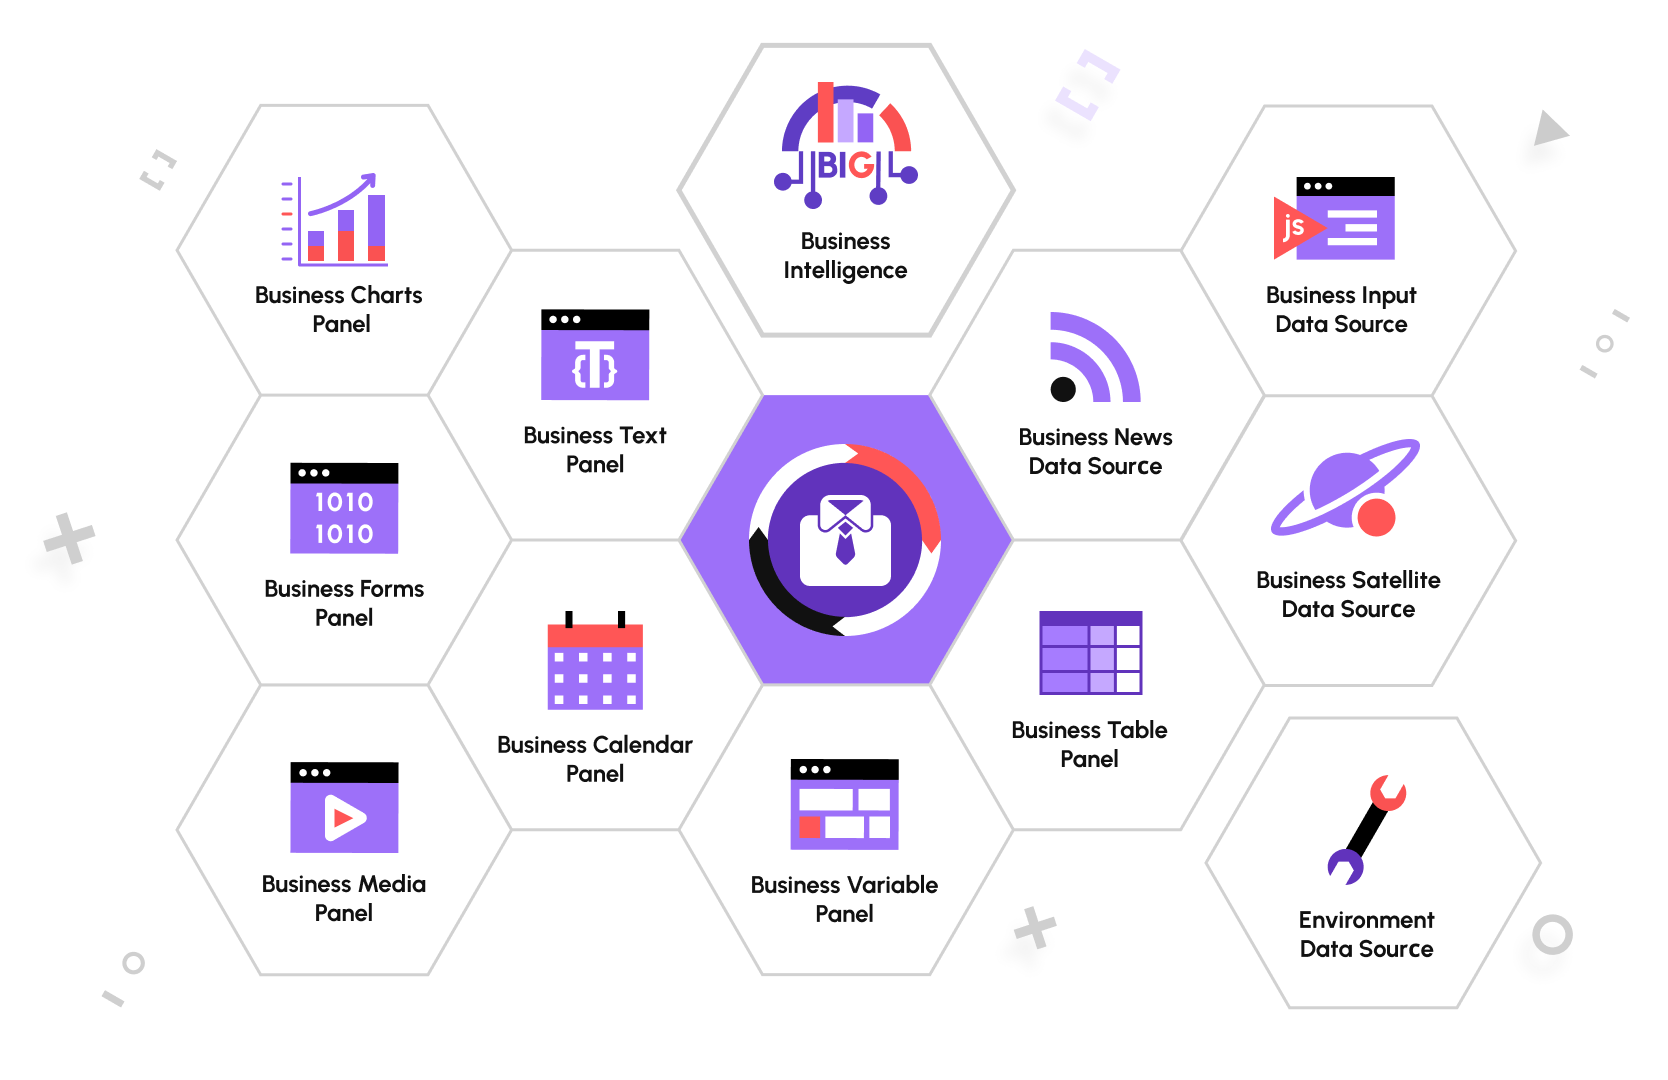 BIG
Business
Intelligence
Business Charts
Panel
js
Business Input
Data Source
{T}
Business Text
Panel
Business News
Data Source
1010
1010
Business Forms
Panel
Business Satellite
Data Source
Business Calendar
Panel
Business Table
Panel
Business Media
Panel
Business Variable
Panel
Environment
Data Source